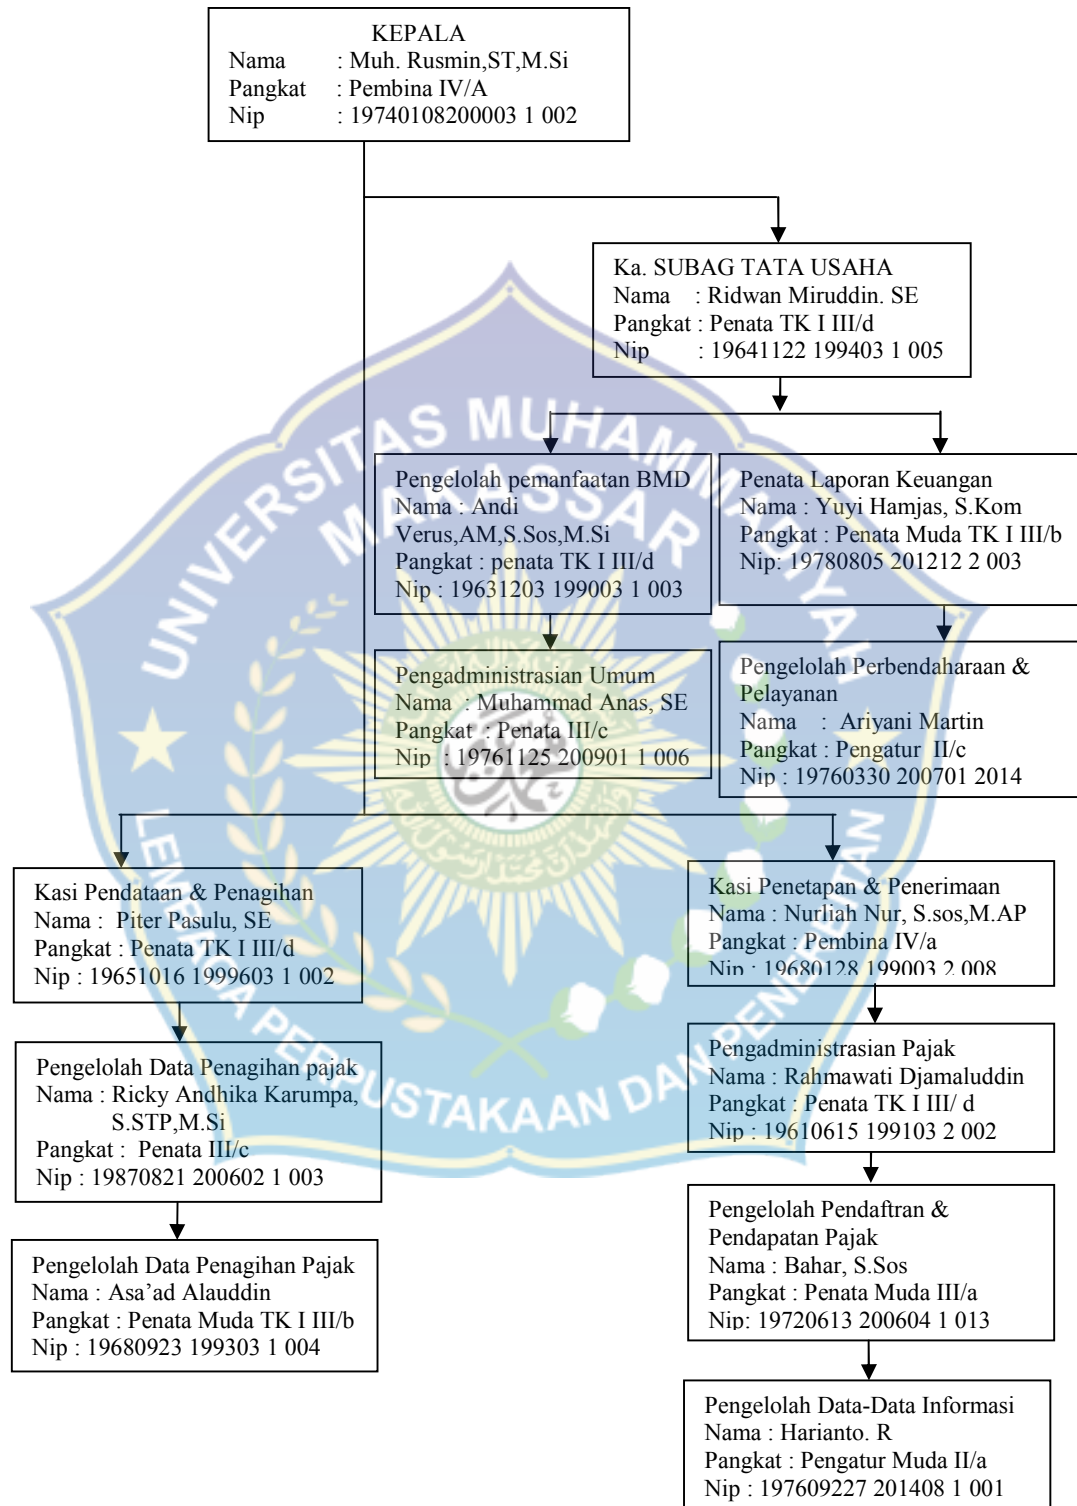 KEPALA
Nama : Muh. Rusmin,ST,M.Si
Pangkat : Pembina IV/A
Nip : 19740108200003 1 002
Ka. SUBAG TATA USAHA
Nama : Ridwan Miruddin. SE
Pangkat : Penata TK I III/d
Nip : 19641122 199403 1 005
Pengelolah pemanfaatan BMD
Nama : Andi
Verus,AM,S.Sos,M.Si
Pangkat : penata TK I III/d
Nip : 19631203 199003 1 003
Penata Laporan Keuangan
Nama : Yuyi Hamjas, S.Kom
Pangkat : Penata Muda TK I III/b
Nip: 19780805 201212 2 003
Pengadministrasian Umum
Nama : Muhammad Anas, SE
Pangkat : Penata III/c
Nip : 19761125 200901 1 006
Pengelolah Perbendaharaan &
Pelayanan
Nama : Ariyani Martin
Pangkat : Pengatur II/c
Nip : 19760330 200701 2014
Kasi Pendataan & Penagihan
Nama : Piter Pasulu, SE
Pangkat : Penata TK I III/d
Nip : 19651016 1999603 1 002
Kasi Penetapan & Penerimaan
Nama : Nurliah Nur, S.sos,M.AP
Pangkat : Pembina IV/a
Nip : 19680128 199003 2 008
Pengelolah Data Penagihan pajak
Nama : Ricky Andhika Karumpa,
S.STP,M.Si
Pangkat : Penata III/c
Nip : 19870821 200602 1 003
Pengadministrasian Pajak
Nama : Rahmawati Djamaluddin
Pangkat : Penata TK I III/ d
Nip : 19610615 199103 2 002
Pengelolah Data Penagihan Pajak
Nama : Asa’ad Alauddin
Pangkat : Penata Muda TK I III/b
Nip : 19680923 199303 1 004
Pengelolah Pendaftran &
Pendapatan Pajak
Nama : Bahar, S.Sos
Pangkat : Penata Muda III/a
Nip: 19720613 200604 1 013
Pengelolah Data-Data Informasi
Nama : Harianto. R
Pangkat : Pengatur Muda II/a
Nip : 197609227 201408 1 001
UNIVERSITAS MUHAMMADIYAH
MAKASSAR
LEMBAGA PERPUSTAKAAN DAN PENERBITAN